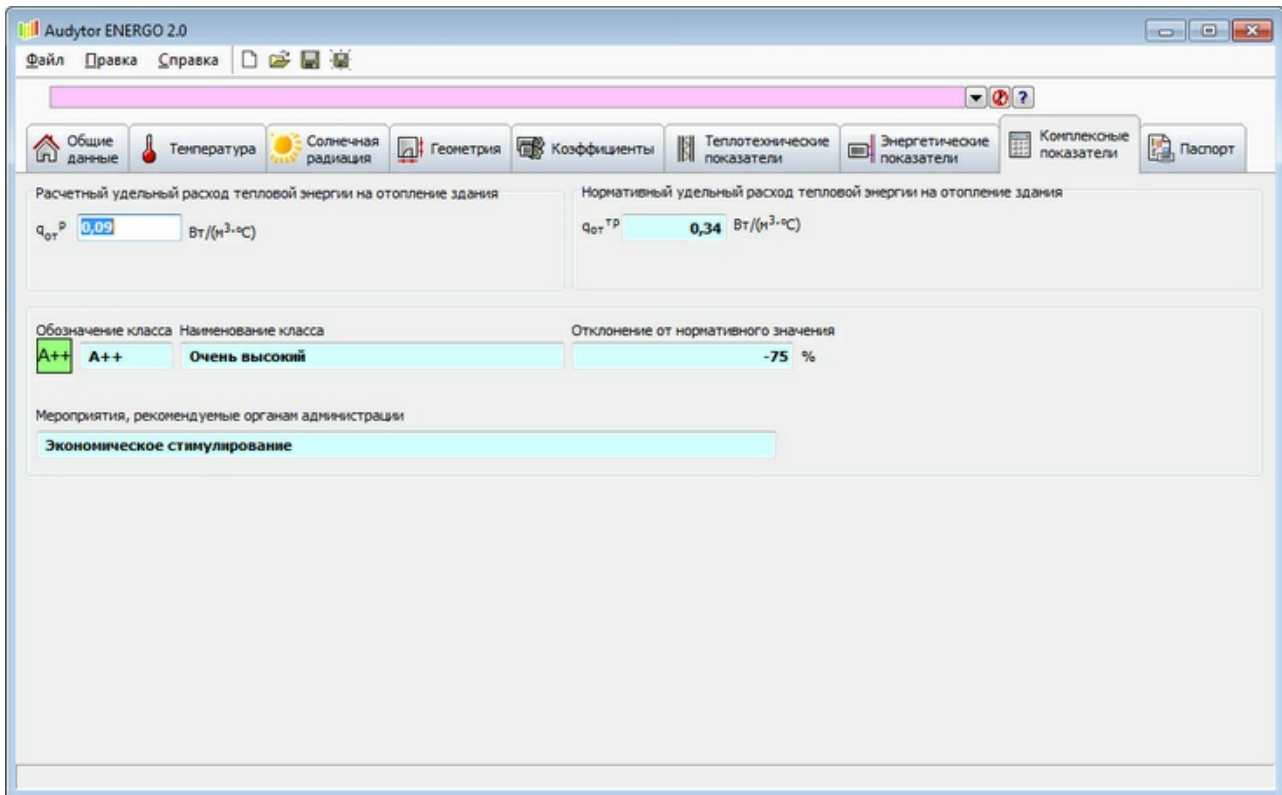 Audytor ENERGO 2.0
Файл Правка Справка
?
Общие данные Температура Солнечная радиация Геометрия Коэффициенты Теплотехнические показатели Энергетические показатели Комплексные показатели Паспорт
Расчетный удельный расход тепловой энергии на отопление здания
qотр 0,09 Вт/(м³·°С)
Нормативный удельный расход тепловой энергии на отопление здания
qоттр 0,34 Вт/(м³·°С)
Обозначение класса Наименование класса Отклонение от нормативного значения
A++ A++ Очень высокий -75 %
Мероприятия, рекомендуемые органам администрации
Экономическое стимулирование